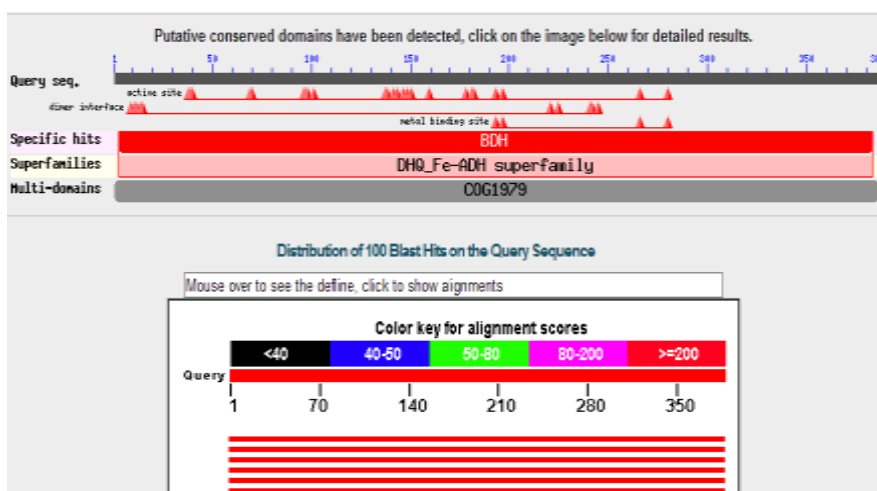 Putative conserved domains have been detected, click on the image below for detailed results.
1 50 100 150 200 250 300 350
Query seq.
active site
dimer interface
metal binding site
Specific hits BDH
Superfamilies DHQ_Fe-ADH superfamily
Multi-domains COG1979
Distribution of 100 Blast Hits on the Query Sequence
Mouse over to see the defline, click to show alignments
Color key for alignment scores
<40 40-50 50-80 80-200 >=200
Query
1 70 140 210 280 350